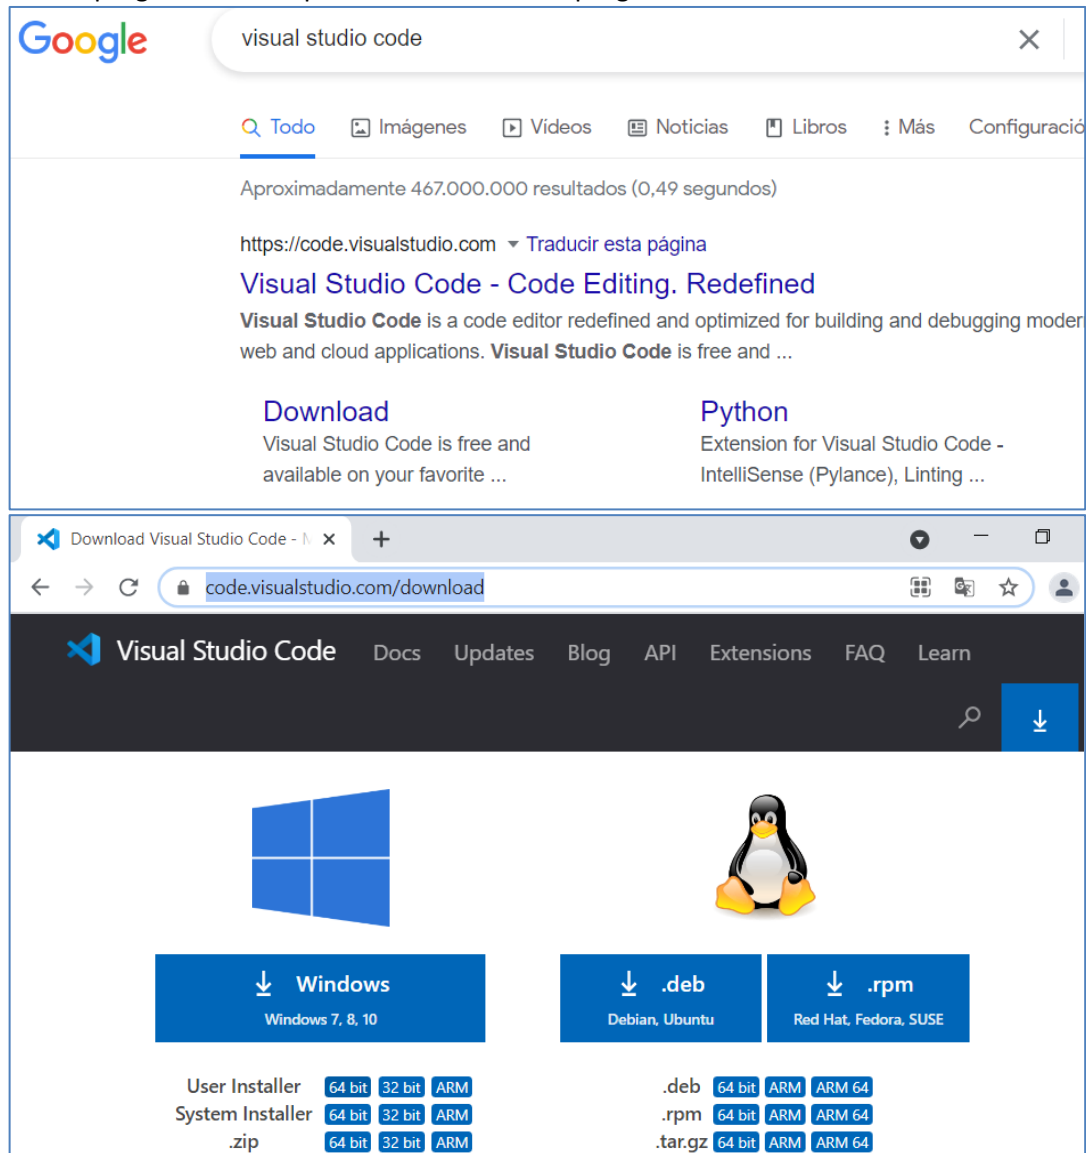 Google visual studio code
Todo Imágenes Vídeos Noticias Libros Más Configuració
Aproximadamente 467.000.000 resultados (0,49 segundos)
https://code.visualstudio.com Traducir esta página
Visual Studio Code - Code Editing. Redefined
Visual Studio Code is a code editor redefined and optimized for building and debugging moder
web and cloud applications. Visual Studio Code is free and ...
Download
Visual Studio Code is free and
available on your favorite ...
Python
Extension for Visual Studio Code -
IntelliSense (Pylance), Linting ...
Download Visual Studio Code -
code.visualstudio.com/download
Visual Studio Code Docs Updates Blog API Extensions FAQ Learn
Windows
Windows 7, 8, 10
User Installer 64 bit 32 bit ARM
System Installer 64 bit 32 bit ARM
.zip 64 bit 32 bit ARM
.deb
Debian, Ubuntu
.rpm
Red Hat, Fedora, SUSE
.deb 64 bit ARM ARM 64
.rpm 64 bit ARM ARM 64
.tar.gz 64 bit ARM ARM 64